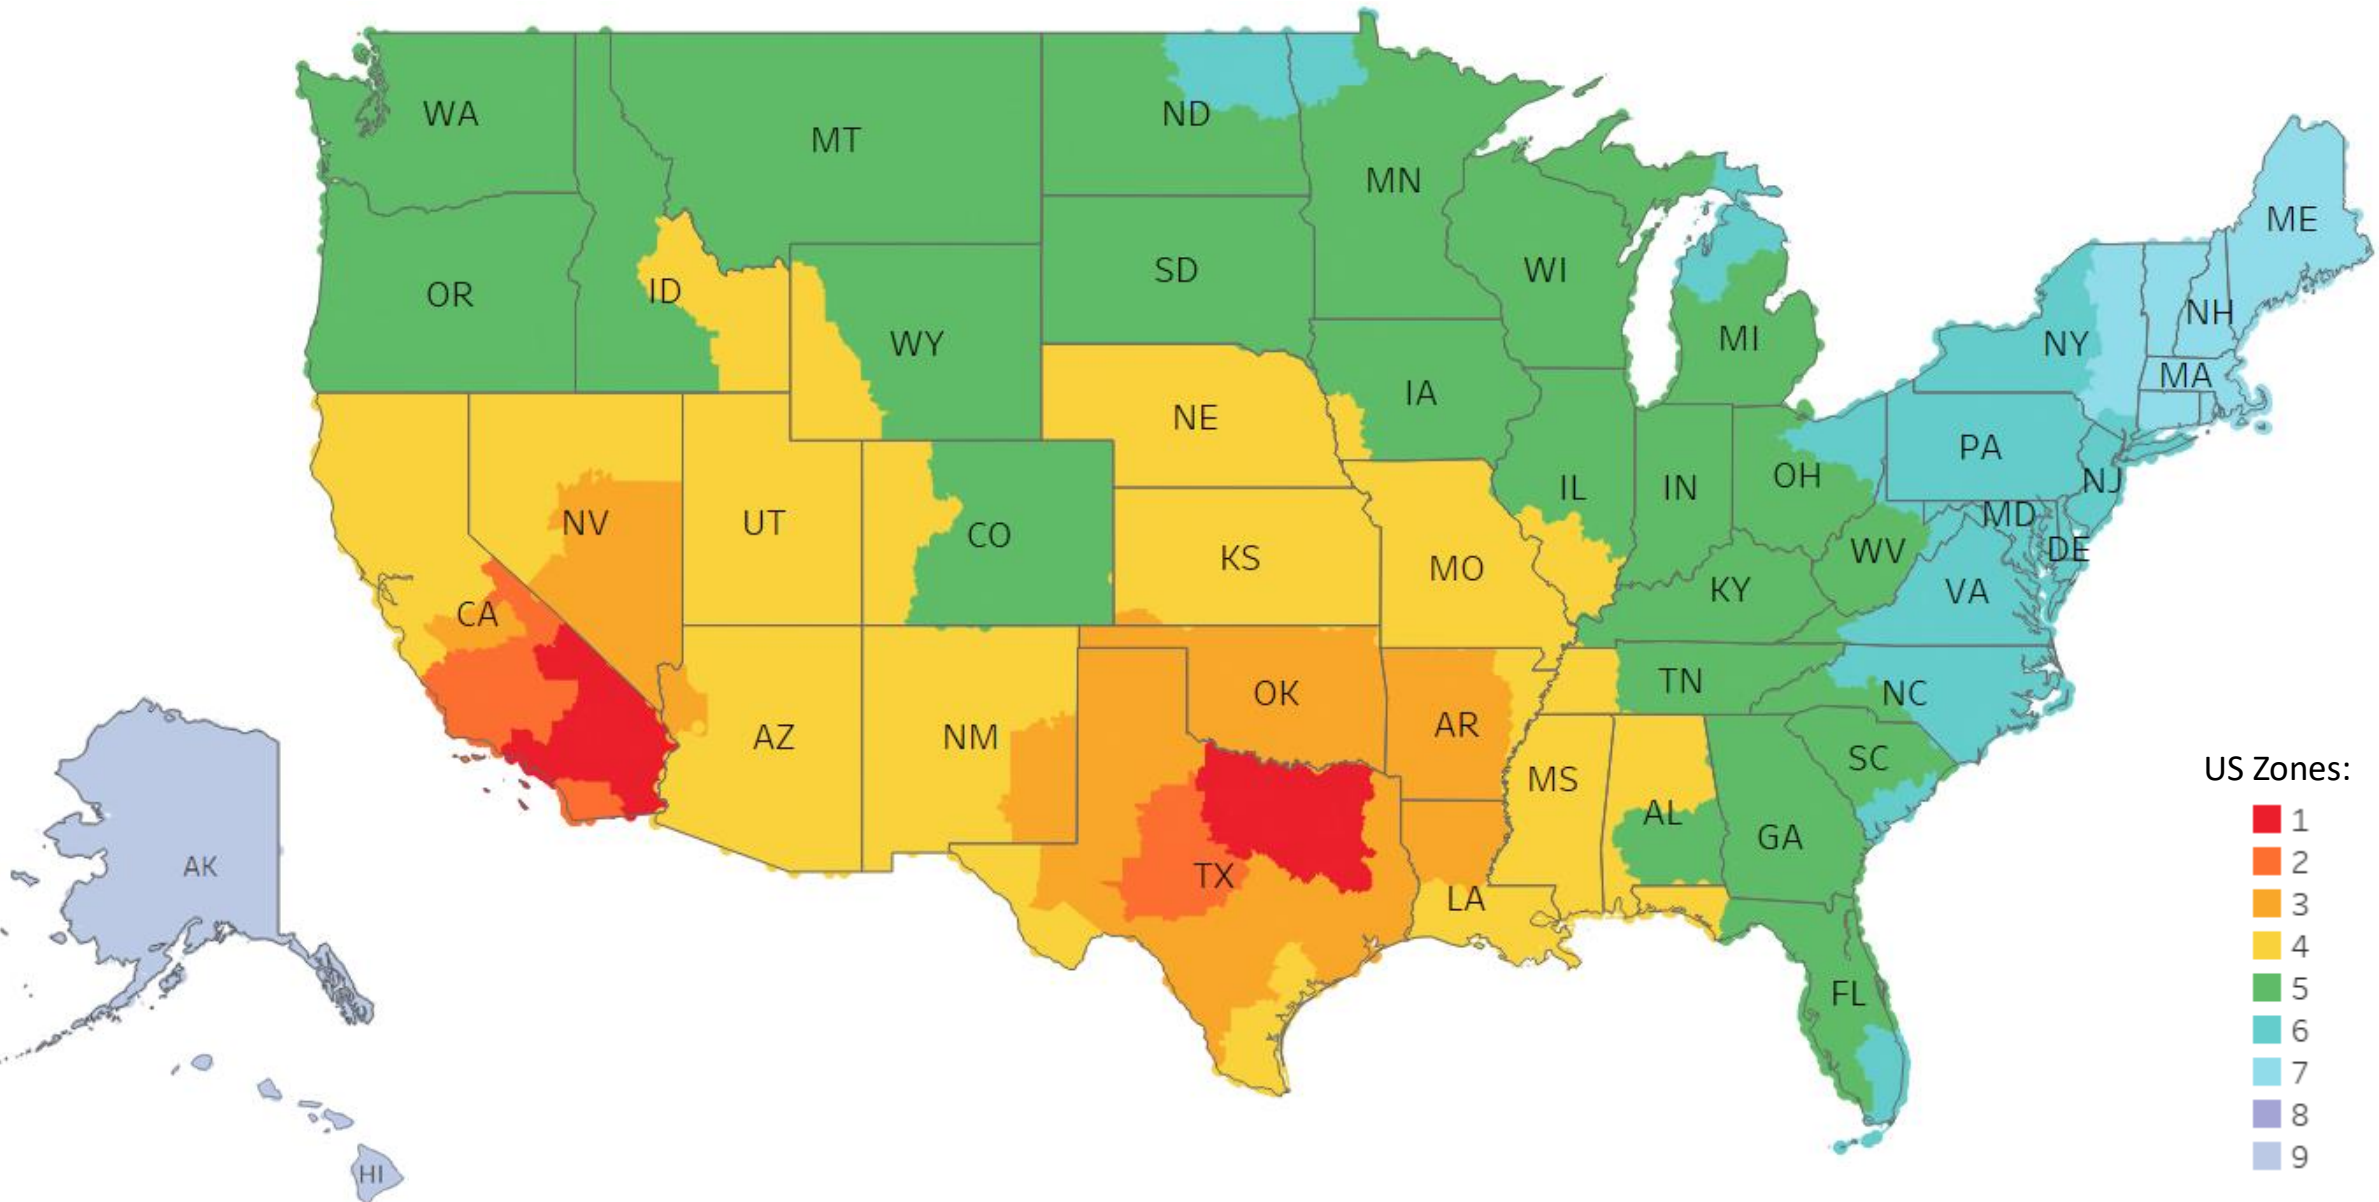 WA
MT
ND
MN
ME
OR
ID
WY
SD
WI
MI
NY
NH
MA
NE
IA
NV
UT
CO
KS
MO
IL
IN
OH
PA
NJ
MD
DE
WV
VA
KY
CA
AZ
NM
OK
AR
TN
NC
SC
MS
AL
GA
TX
LA
FL
AK
HI
US Zones:
1
2
3
4
5
6
7
8
9